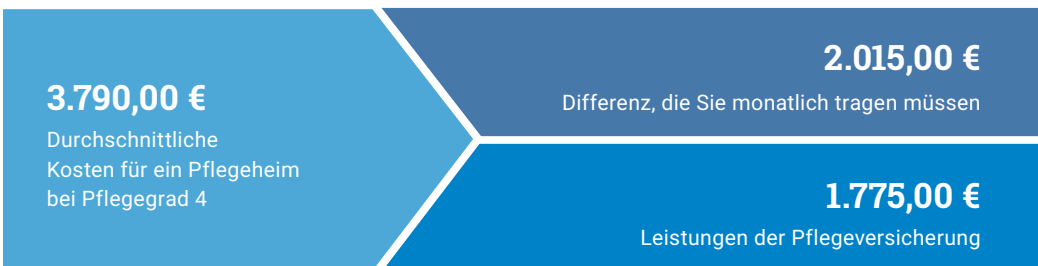 3.790,00 €
Durchschnittliche
Kosten für ein Pflegeheim
bei Pflegegrad 4
2.015,00 €
Differenz, die Sie monatlich tragen müssen
1.775,00 €
Leistungen der Pflegeversicherung